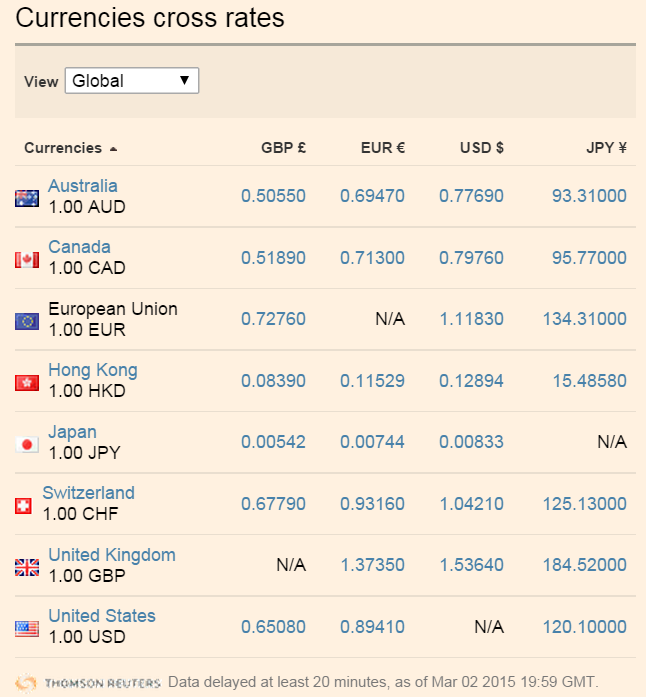 Currencies cross rates
View Global ▼
Currencies ▲ GBP £ EUR € USD $ JPY ¥
Australia
1.00 AUD 0.50550 0.69470 0.77690 93.31000
Canada
1.00 CAD 0.51890 0.71300 0.79760 95.77000
European Union
1.00 EUR 0.72760 N/A 1.11830 134.31000
Hong Kong
1.00 HKD 0.08390 0.11529 0.12894 15.48580
Japan
1.00 JPY 0.00542 0.00744 0.00833 N/A
Switzerland
1.00 CHF 0.67790 0.93160 1.04210 125.13000
United Kingdom
1.00 GBP N/A 1.37350 1.53640 184.52000
United States
1.00 USD 0.65080 0.89410 N/A 120.10000
THOMSON REUTERS Data delayed at least 20 minutes, as of Mar 02 2015 19:59 GMT.